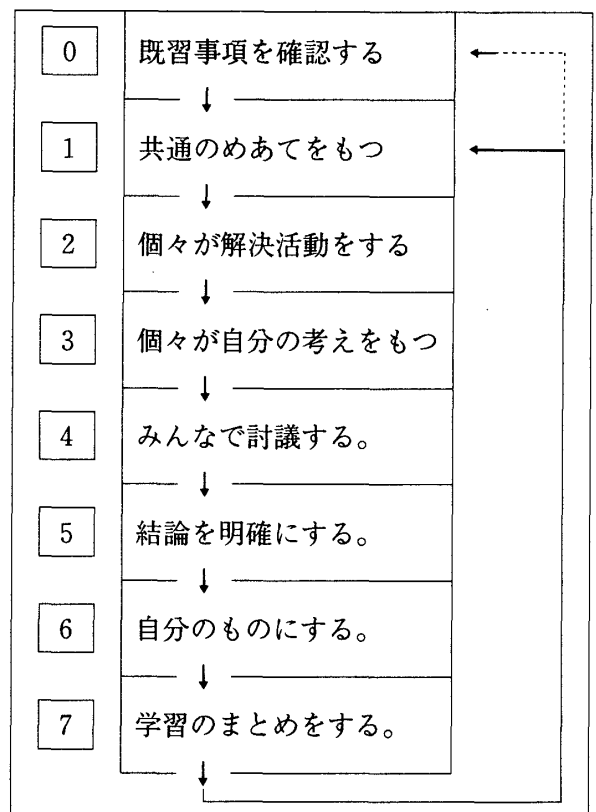 0 既習事項を確認する
1 共通のめあてをもつ
2 個々が解決活動をする
3 個々が自分の考えをもつ
4 みんなで討議する。
5 結論を明確にする。
6 自分のものにする。
7 学習のまとめをする。